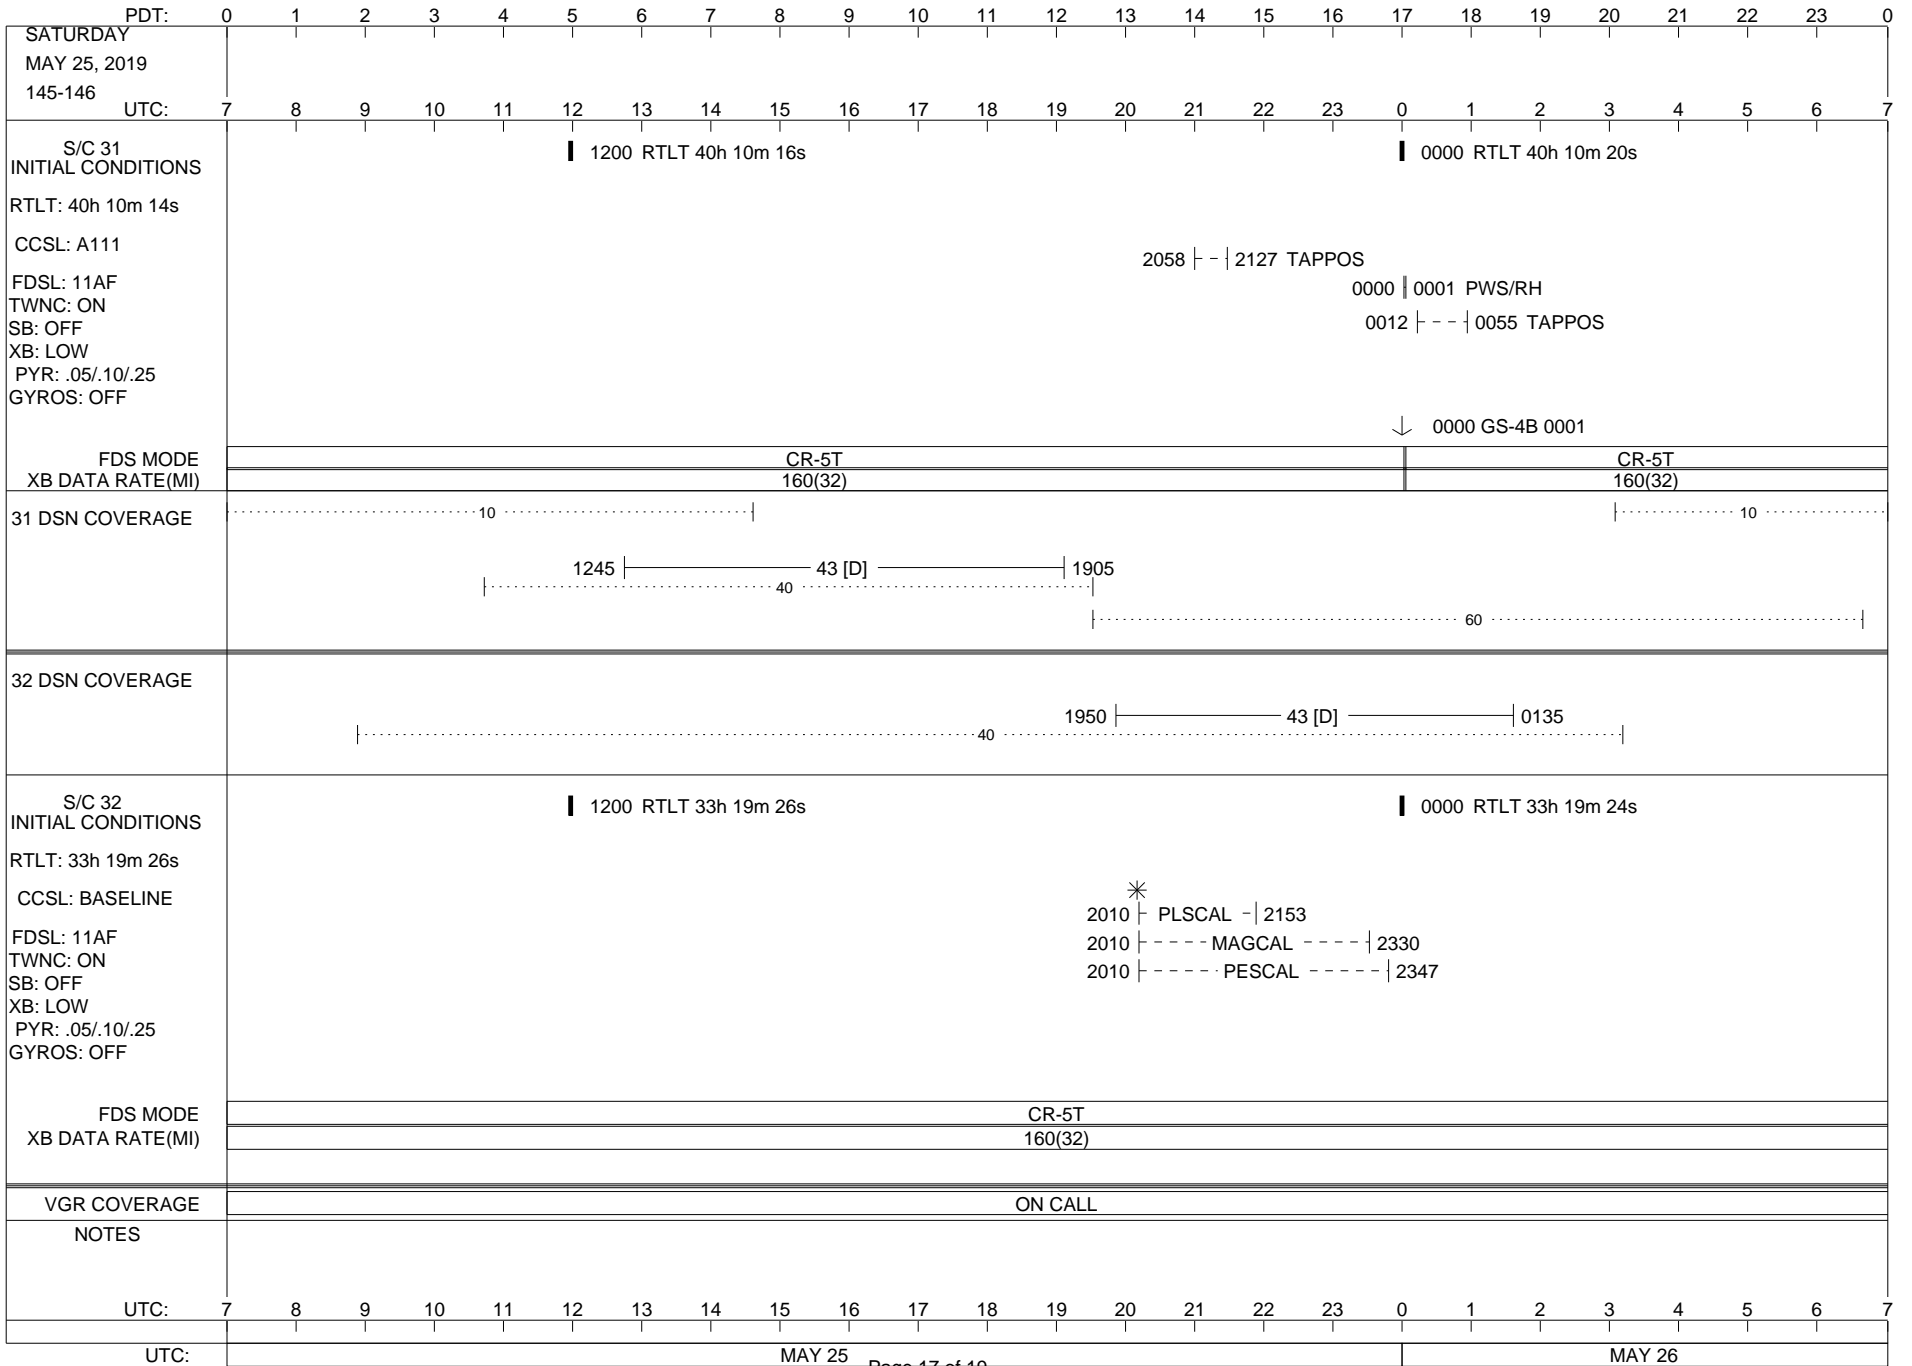 PDT: 0 1 2 3 4 5 6 7 8 9 10 11 12 13 14 15 16 17 18 19 20 21 22 23 0
SATURDAY
MAY 25, 2019
145-146
UTC: 7 8 9 10 11 12 13 14 15 16 17 18 19 20 21 22 23 0 1 2 3 4 5 6 7
S/C 31
INITIAL CONDITIONS
1200 RTLT 40h 10m 16s
0000 RTLT 40h 10m 20s
RTLT: 40h 10m 14s
CCSL: A111
2058 2127 TAPPOS
FDSL: 11AF
0000 0001 PWS/RH
TWNC: ON
SB: OFF
0012 0055 TAPPOS
XB: LOW
PYR: .05/.10/.25
GYROS: OFF
0000 GS-4B 0001
FDS MODE CR-5T CR-5T
XB DATA RATE(MI) 160(32) 160(32)
31 DSN COVERAGE
10 10
1245 43 [D] 1905
40
60
32 DSN COVERAGE
1950 43 [D] 0135
40
S/C 32
INITIAL CONDITIONS
1200 RTLT 33h 19m 26s
0000 RTLT 33h 19m 24s
RTLT: 33h 19m 26s
CCSL: BASELINE
2010 PLSCAL 2153
FDSL: 11AF
2010 MAGCAL 2330
TWNC: ON
2010 PESCAL 2347
SB: OFF
XB: LOW
PYR: .05/.10/.25
GYROS: OFF
FDS MODE CR-5T
XB DATA RATE(MI) 160(32)
VGR COVERAGE ON CALL
NOTES
UTC: 7 8 9 10 11 12 13 14 15 16 17 18 19 20 21 22 23 0 1 2 3 4 5 6 7
UTC: MAY 25 MAY 26
Page 17 of 19